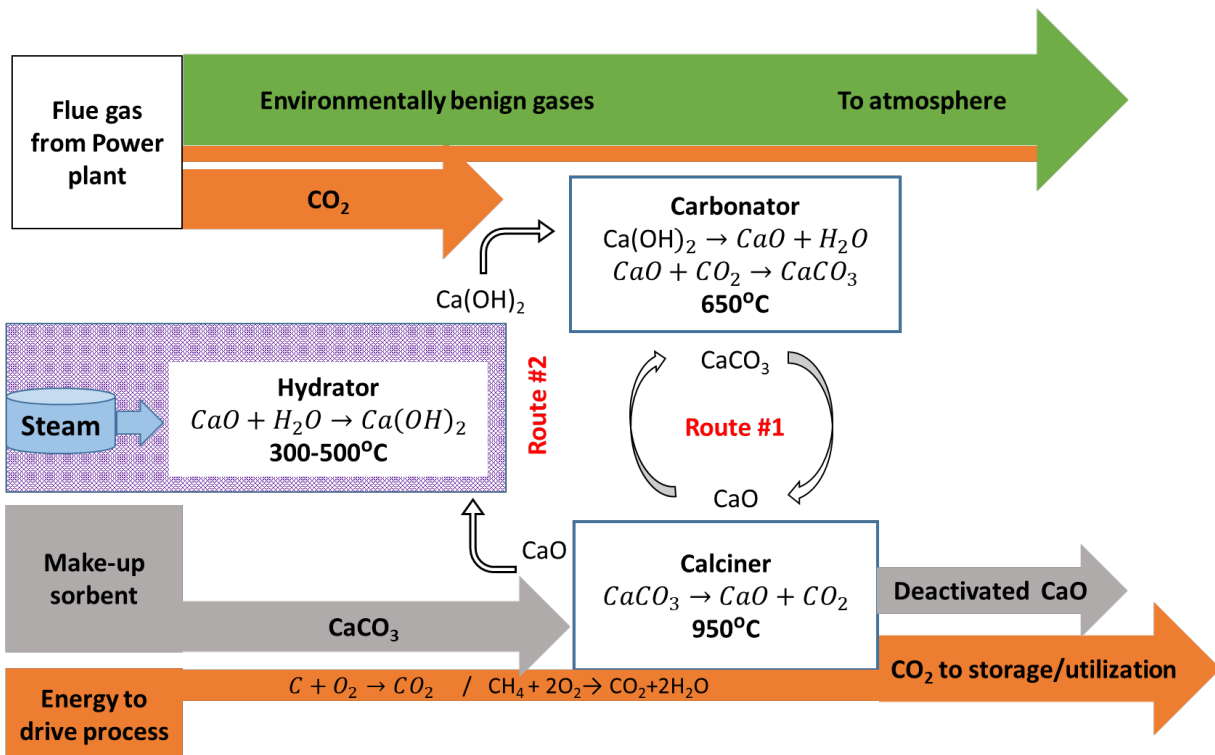 Flue gas
from Power
plant
Environmentally benign gases
To atmosphere
CO₂
Carbonator
Ca(OH)₂ → CaO + H₂O
CaO + CO₂ → CaCO₃
650⁰C
Ca(OH)₂
Hydrator
CaO + H₂O → Ca(OH)₂
300-500⁰C
Steam
Route #2
CaCO₃
Route #1
CaO
CaO
Make-up
sorbent
CaCO₃
Calciner
CaCO₃ → CaO + CO₂
950⁰C
Deactivated CaO
CO₂ to storage/utilization
Energy to
drive process
C + O₂ → CO₂ / CH₄ + 2O₂→ CO₂+2H₂O